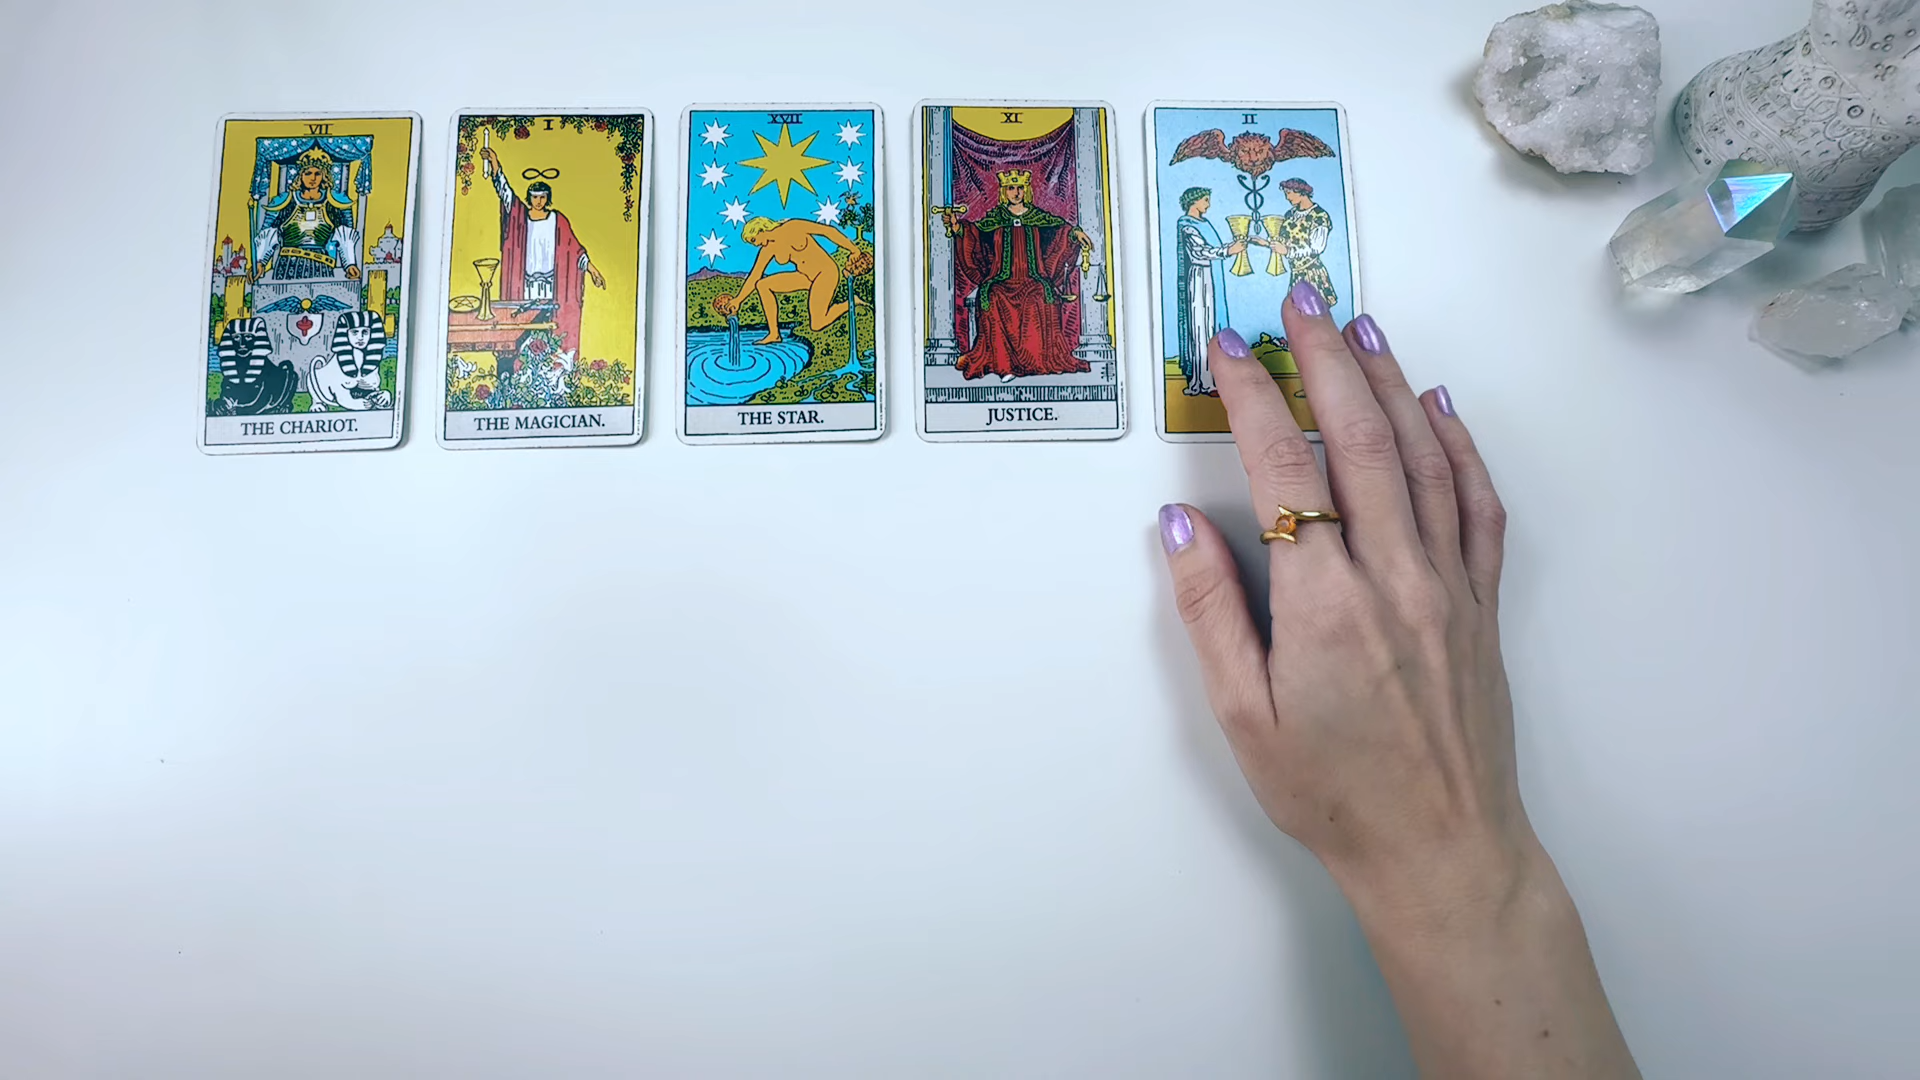 VII
THE CHARIOT.
I
THE MAGICIAN.
XVII
THE STAR.
XI
JUSTICE.
II